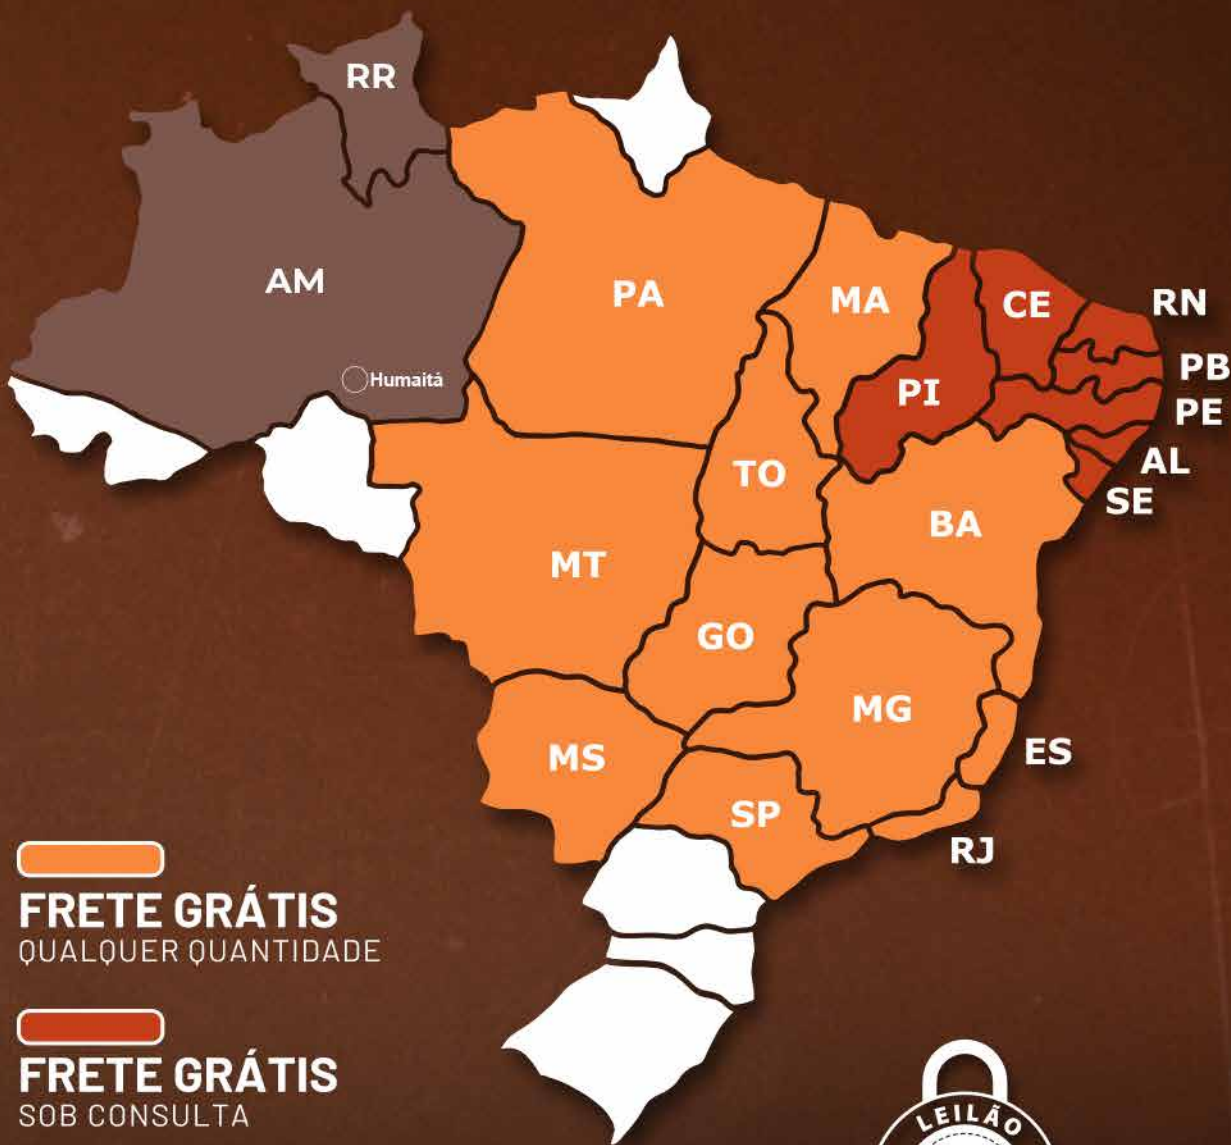 RR
AM
Humaitá
PA
MA
CE
RN
PB
PE
AL
SE
PI
TO
BA
MT
GO
MG
ES
MS
SP
RJ
FRETE GRÁTIS
QUALQUER QUANTIDADE
FRETE GRÁTIS
SOB CONSULTA
LEILÃO